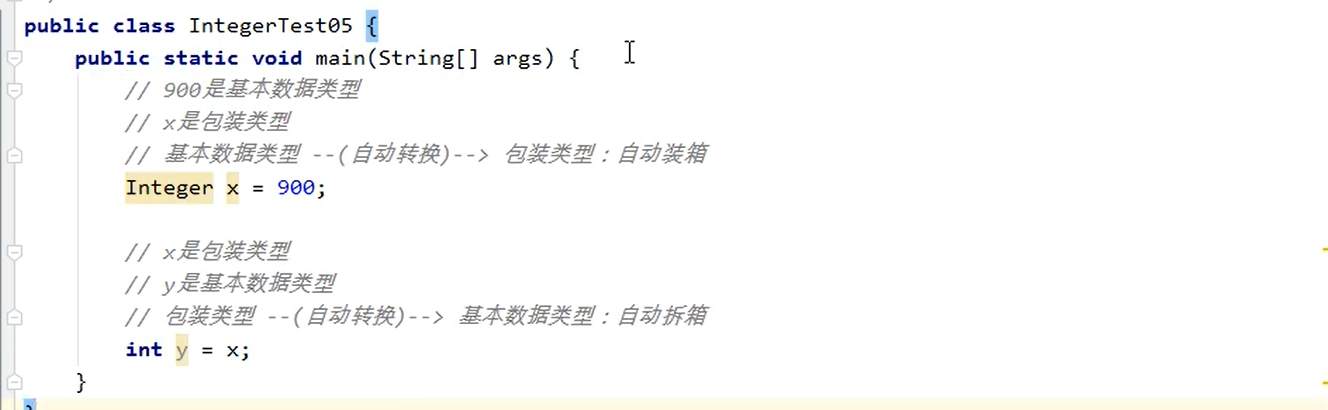 public class IntegerTest05 {
public static void main(String[] args) {
// 900是基本数据类型
// x是包装类型
// 基本数据类型 --(自动转换)--> 包装类型：自动装箱
Integer x = 900;
// x是包装类型
// y是基本数据类型
// 包装类型 --(自动转换)--> 基本数据类型：自动拆箱
int y = x;
}
}